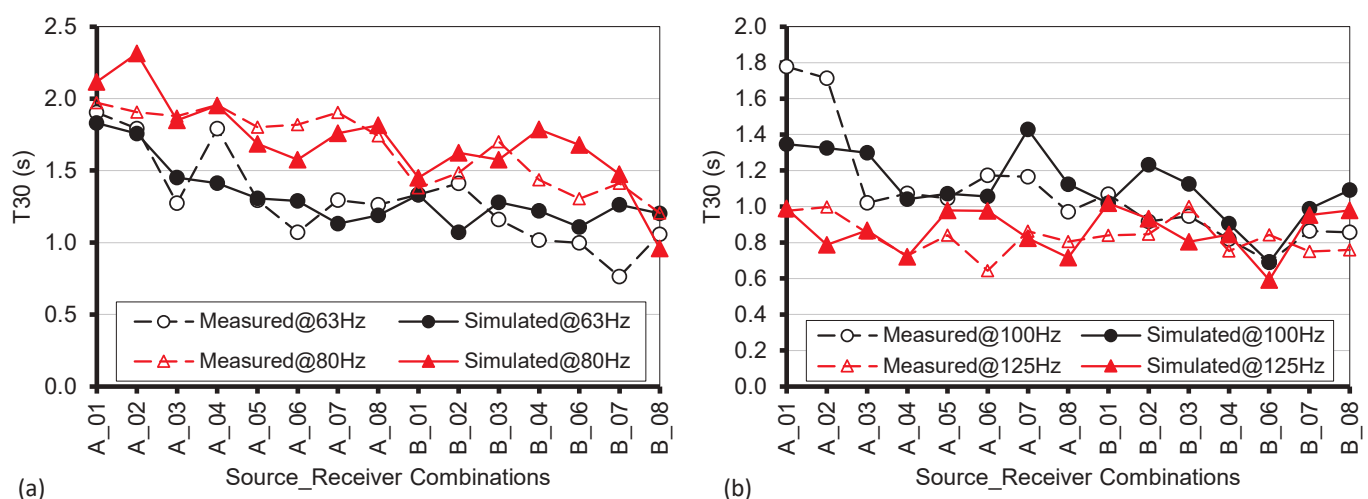 2.5
2.0
1.5
1.0
0.5
0.0
T30 (s)
Measured@63Hz
Simulated@63Hz
Measured@80Hz
Simulated@80Hz
A_01
A_02
A_03
A_04
A_05
A_06
A_07
A_08
B_01
B_02
B_03
B_04
B_06
B_07
B_08
Source_Receiver Combinations
(a)
2.0
1.8
1.6
1.4
1.2
1.0
0.8
0.6
0.4
0.2
0.0
T30 (s)
Measured@100Hz
Simulated@100Hz
Measured@125Hz
Simulated@125Hz
A_01
A_02
A_03
A_04
A_05
A_06
A_07
A_08
B_01
B_02
B_03
B_04
B_06
B_07
B_08
Source_Receiver Combinations
(b)